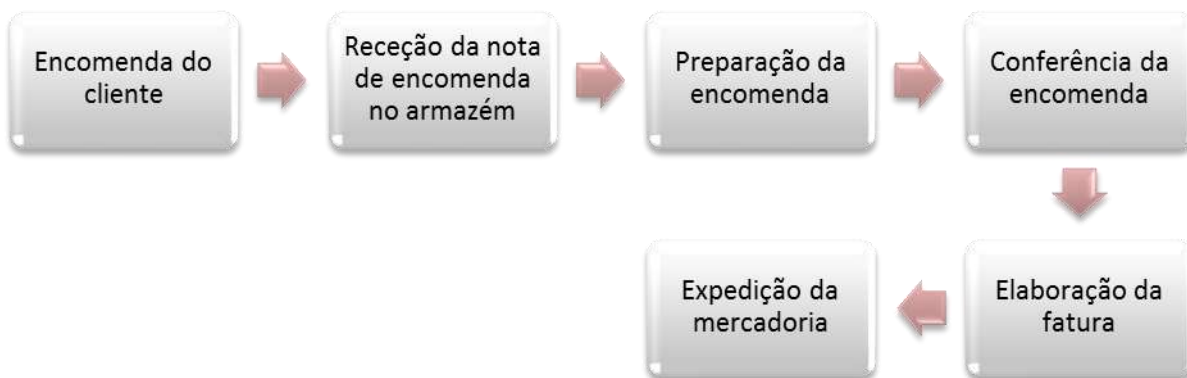 Encomenda do
cliente
Receção da nota
de encomenda
no armazém
Preparação da
encomenda
Conferência da
encomenda
Elaboração da
fatura
Expedição da
mercadoria